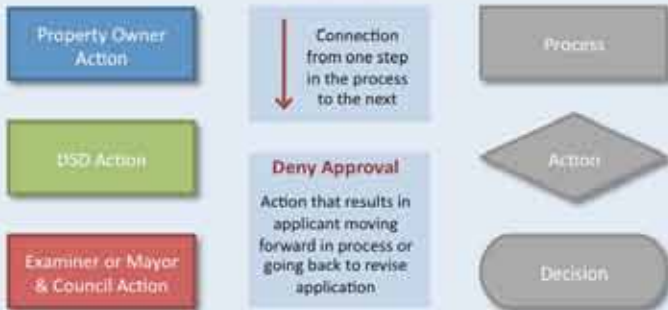 Property Owner
Action
DSD Action
Examiner or Mayor
& Council Action
Connection
from one step
in the process
to the next
Deny Approval
Action that results in
applicant moving
forward in process or
going back to revise
application
Process
Action
Decision